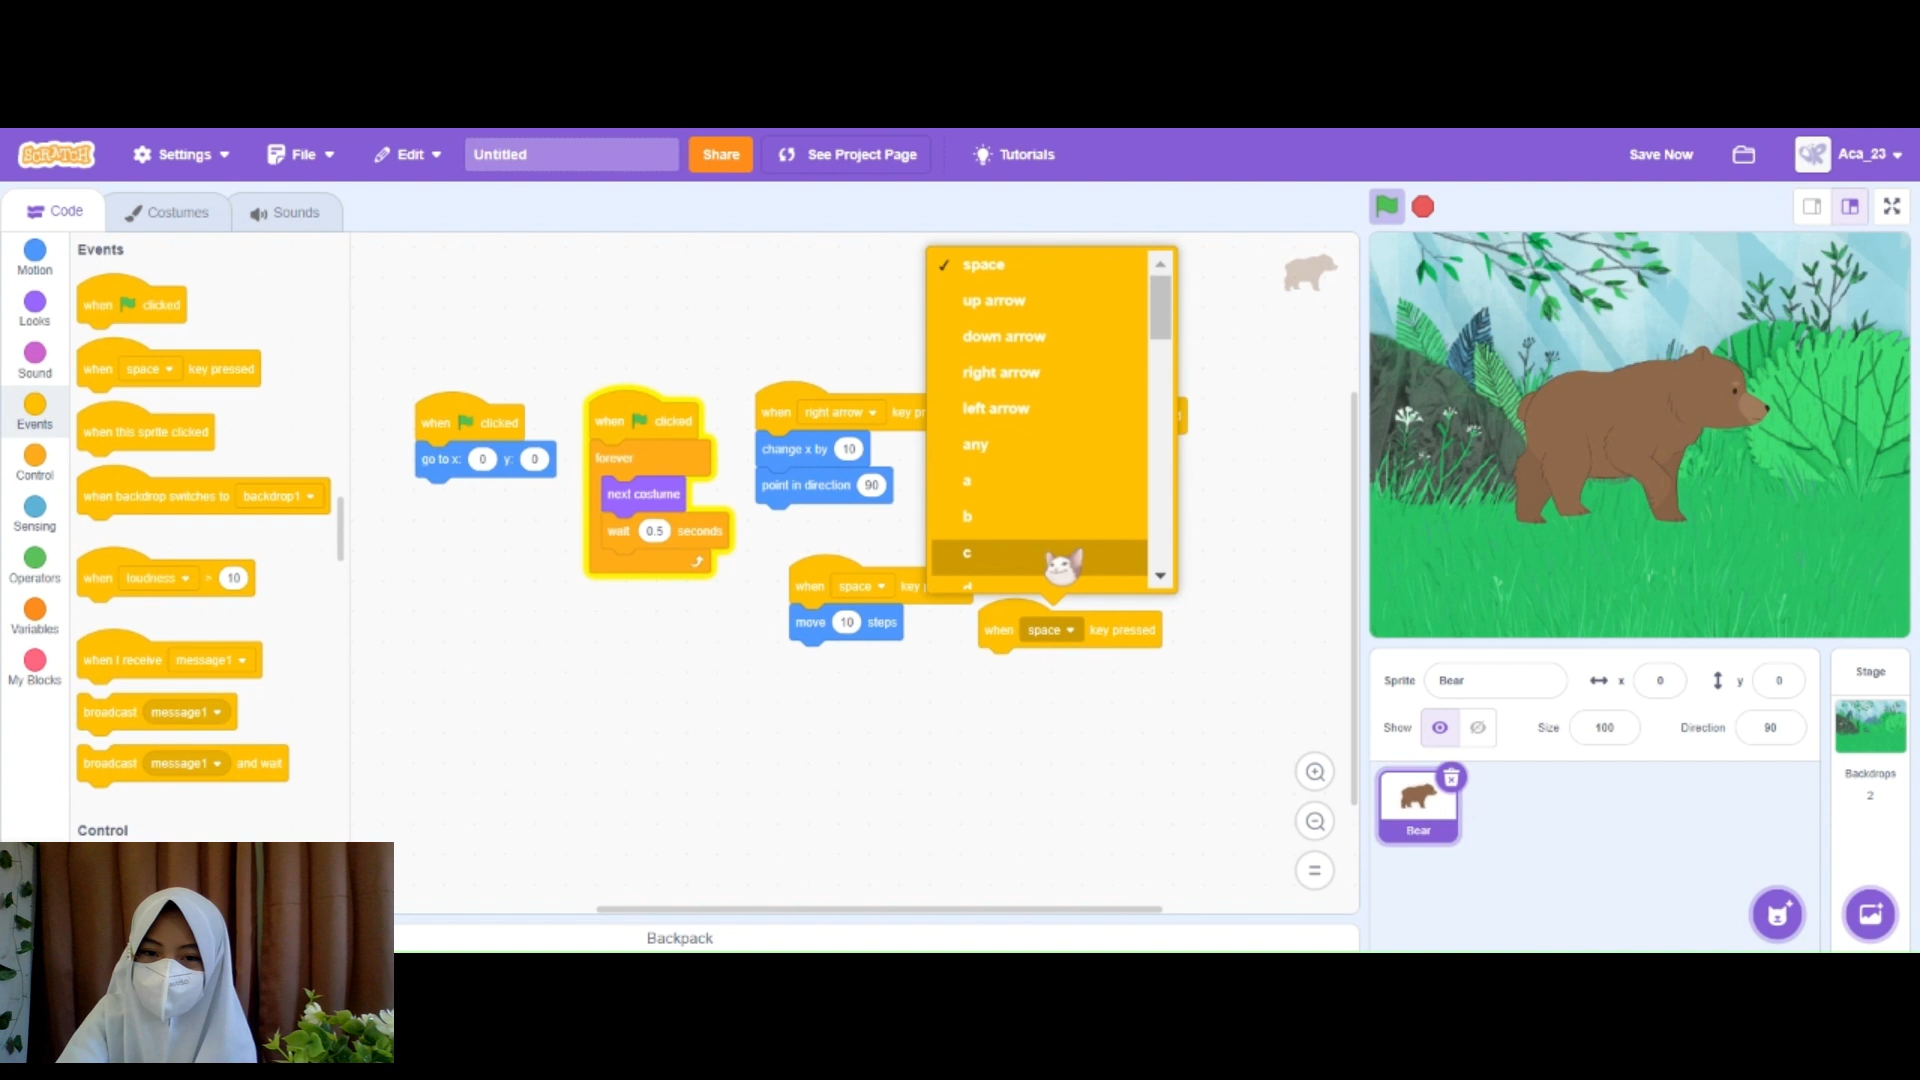 SCRATCH Settings File Edit Untitled Share See Project Page Tutorials Save Now Aca_23
Code Costumes Sounds
Motion
Looks
Sound
Events
Control
Sensing
Operators
Variables
My Blocks
Events
when clicked
when space key pressed
when this sprite clicked
when backdrop switches to backdrop1
when loudness > 10
when I receive message1
broadcast message1
broadcast message1 and wait
Control
when clicked
go to x: 0 y: 0
when clicked
forever
next costume
wait 0.5 seconds
when right arrow key pr
change x by 10
point in direction 90
when space key p
move 10 steps
✓ space
up arrow
down arrow
right arrow
left arrow
any
a
b
c
d
when space key pressed
Backpack
Sprite Bear x 0 y 0
Show Size 100 Direction 90
Bear
Stage
Backdrops
2